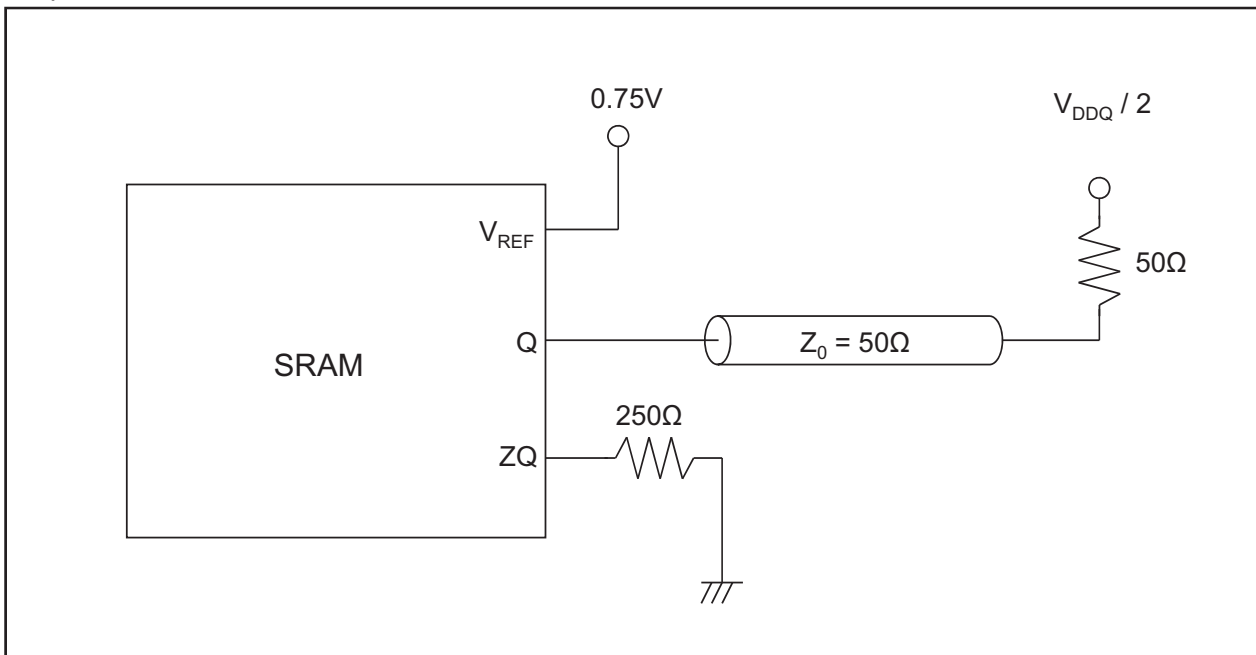 0.75V
V_DDQ / 2
V_REF
50Ω
Q
Z_0 = 50Ω
SRAM
250Ω
ZQ